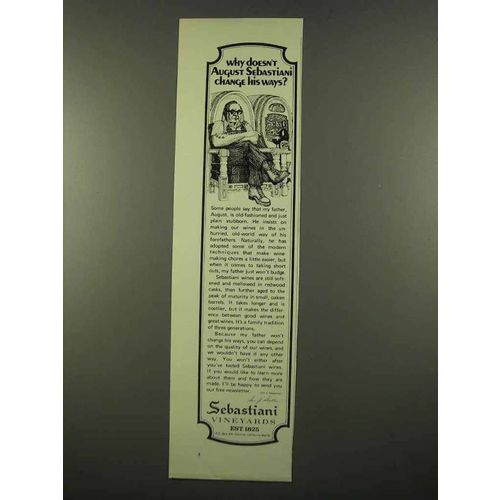 why doesn't
August Sebastiani
change his ways?
Some people say that my father,
August, is old-fashioned and just
plain stubborn. He insists on
making our wines in the un-
hurried, old-world way of his
forefathers. Naturally, he has
adopted some of the modern
techniques that make wine
making chores a little easier, but
when it comes to taking short
cuts, my father just won't budge.
Sebastiani wines are still soft-
ened and mellowed in redwood
casks, then further aged to the
peak of maturity in small, oaken
barrels. It takes longer and is
costlier, but it makes the differ-
ence between good wines and
great wines. It's a family tradition
of three generations.
Because my father won't
change his ways, you can depend
on the quality of our wines, and
we wouldn't have it any other
way. You won't either after
you've tasted Sebastiani wines.
If you would like to learn more
about them and how they are
made, I'll be happy to send you
our free newsletter.
Sebastiani
VINEYARDS
EST. 1825